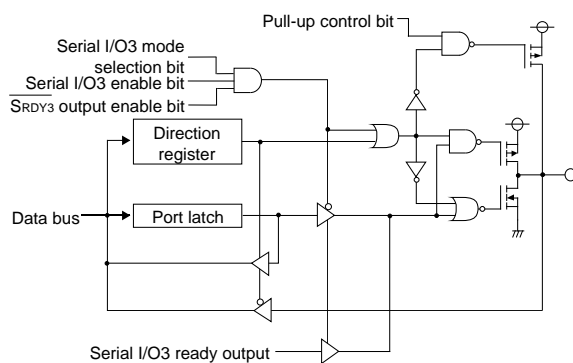 Pull-up control bit
Serial I/O3 mode
selection bit
Serial I/O3 enable bit
SRDY3 output enable bit
Direction
register
Data bus
Port latch
Serial I/O3 ready output